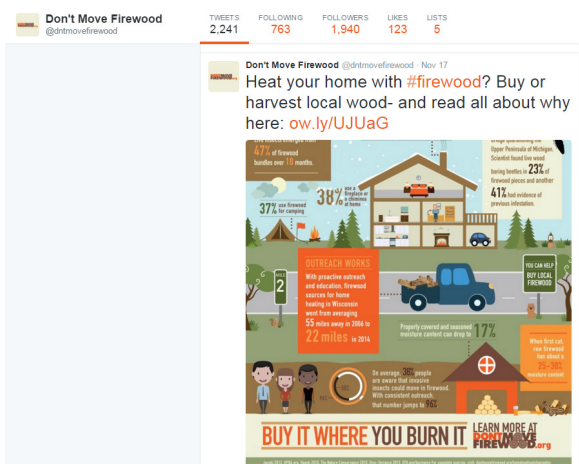 Don't Move Firewood
@dntmovefirewood
TWEETS FOLLOWING FOLLOWERS LIKES LISTS
2,241 763 1,940 123 5
Don't Move Firewood @dntmovefirewood · Nov 17
Heat your home with #firewood? Buy or
harvest local wood- and read all about why
here: ow.ly/UJUaG
47% of firewood
bundles over 18 months.
Upper Peninsula of Michigan.
Scientist found live wood
boring beetles in 23% of
firewood pieces and another
41% had evidence of
previous infestation.
38% use a
fireplace or
a chiminea
at home
37% use firewood
for camping
OUTREACH WORKS
With proactive outreach
and education, firewood
sources for home
heating in Wisconsin
went from averaging
55 miles away in 2006 to
22 miles in 2014
MILE
2
YOU CAN HELP
BUY LOCAL
FIREWOOD
Properly covered and seasoned
moisture content can drop to 17%
When first cut,
raw firewood
has about a
25-30%
moisture content
On average, 38% people
are aware that invasive
insects could move in firewood.
With consistent outreach,
that number jumps to 96%
BUY IT WHERE YOU BURN IT
LEARN MORE AT
DONT MOVE
FIREWOOD.org